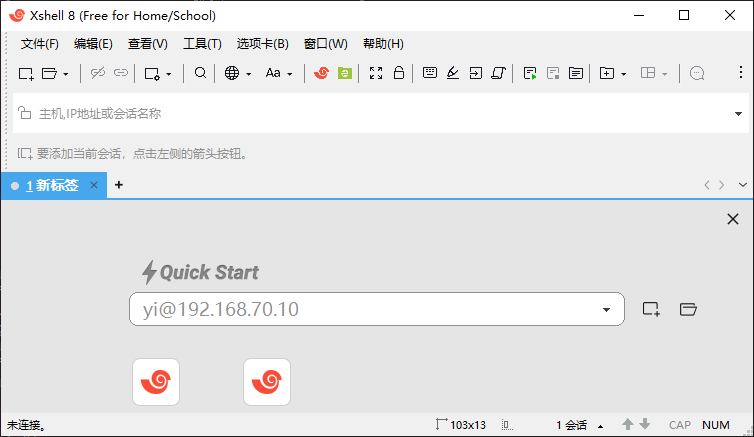 Xshell 8 (Free for Home/School)
文件(F) 编辑(E) 查看(V) 工具(T) 选项卡(B) 窗口(W) 帮助(H)
Aa
主机,IP地址或会话名称
要添加当前会话，点击左侧的箭头按钮。
1 新标签
Quick Start
yi@192.168.70.10
未连接。 103x13 1 会话 CAP NUM